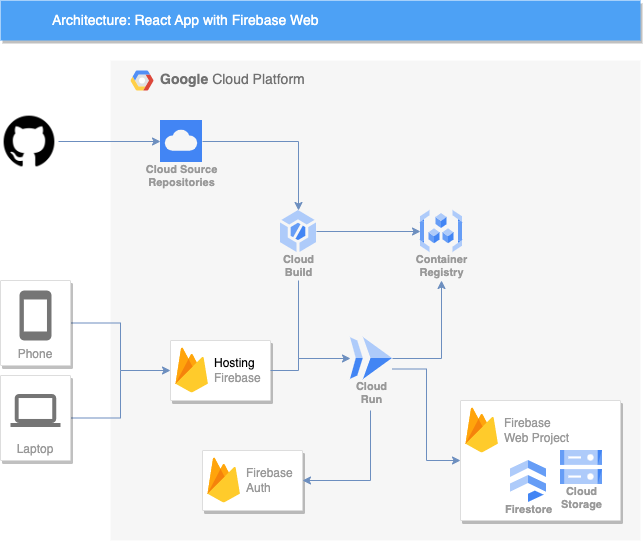 Architecture: React App with Firebase Web
Google Cloud Platform
Cloud Source
Repositories
Cloud
Build
Container
Registry
Phone
Laptop
Hosting
Firebase
Cloud
Run
Firebase
Auth
Firebase
Web Project
Firestore
Cloud
Storage